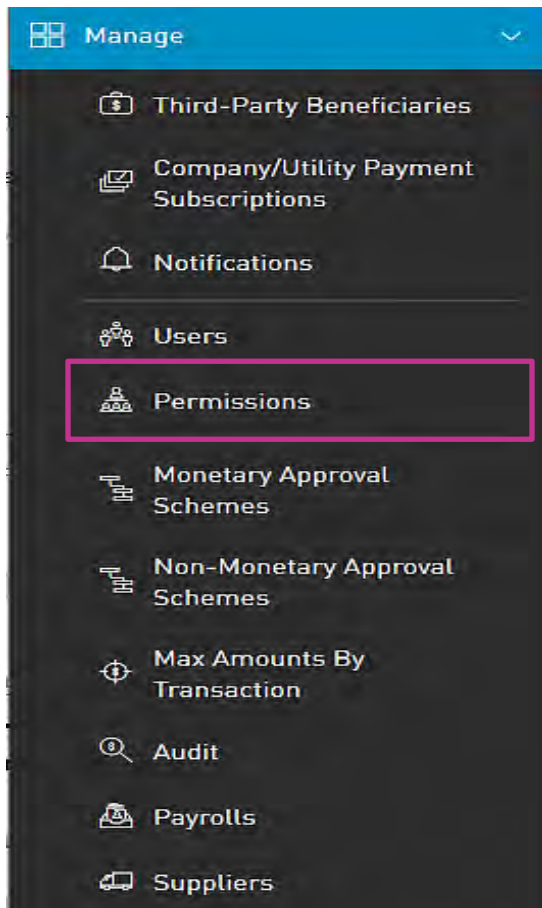 Manage
Third-Party Beneficiaries
Company/Utility Payment
Subscriptions
Notifications
Users
Permissions
Monetary Approval
Schemes
Non-Monetary Approval
Schemes
Max Amounts By
Transaction
Audit
Payrolls
Suppliers